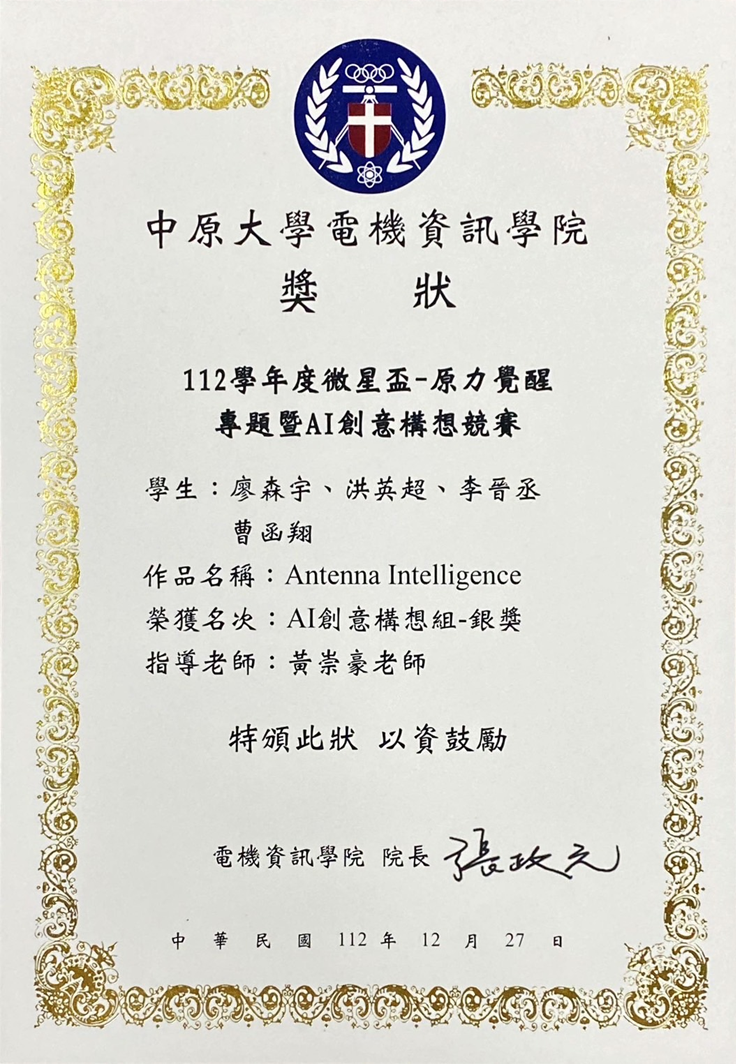 中原大學電機資訊學院
獎狀
112學年度微星盃-原力覺醒
專題暨AI創意構想競賽
學生：廖森宇、洪英超、李晉丞
曹函翔
作品名稱：Antenna Intelligence
榮獲名次：AI創意構想組-銀獎
指導老師：黃崇豪老師
特頒此狀 以資鼓勵
電機資訊學院 院長 張政元
中華民國 112 年 12 月 27 日